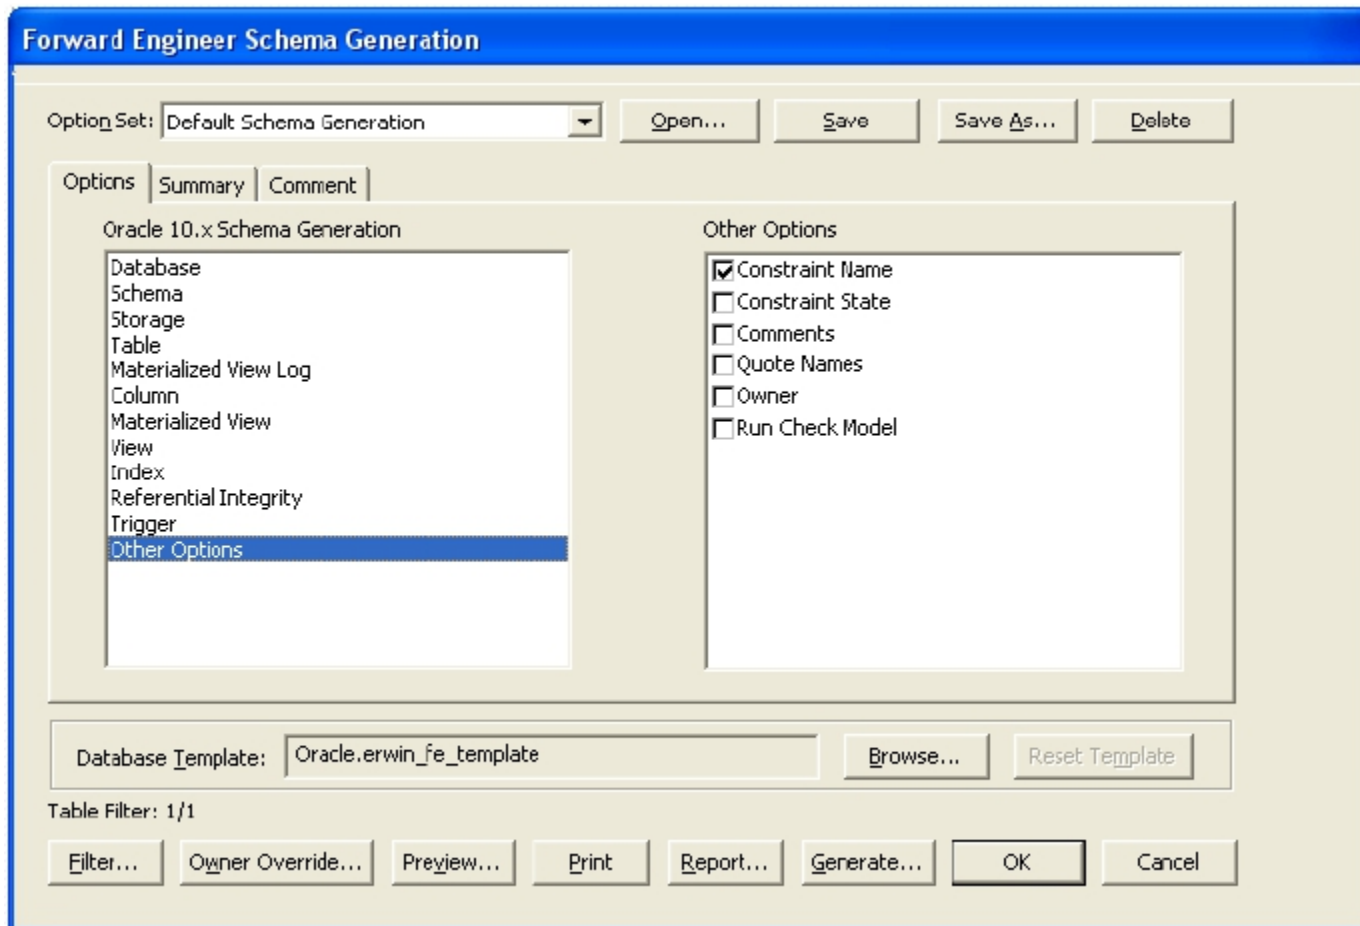 Forward Engineer Schema Generation
Option Set: Default Schema Generation Open... Save Save As... Delete
Options Summary Comment
Oracle 10.x Schema Generation
Database
Schema
Storage
Table
Materialized View Log
Column
Materialized View
View
Index
Referential Integrity
Trigger
Other Options
Other Options
Constraint Name
Constraint State
Comments
Quote Names
Owner
Run Check Model
Database Template: Oracle.erwin_fe_template Browse... Reset Template
Table Filter: 1/1
Filter... Owner Override... Preview... Print Report... Generate... OK Cancel